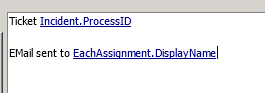 Ticket Incident.ProcessID
EMail sent to EachAssignment.DisplayName